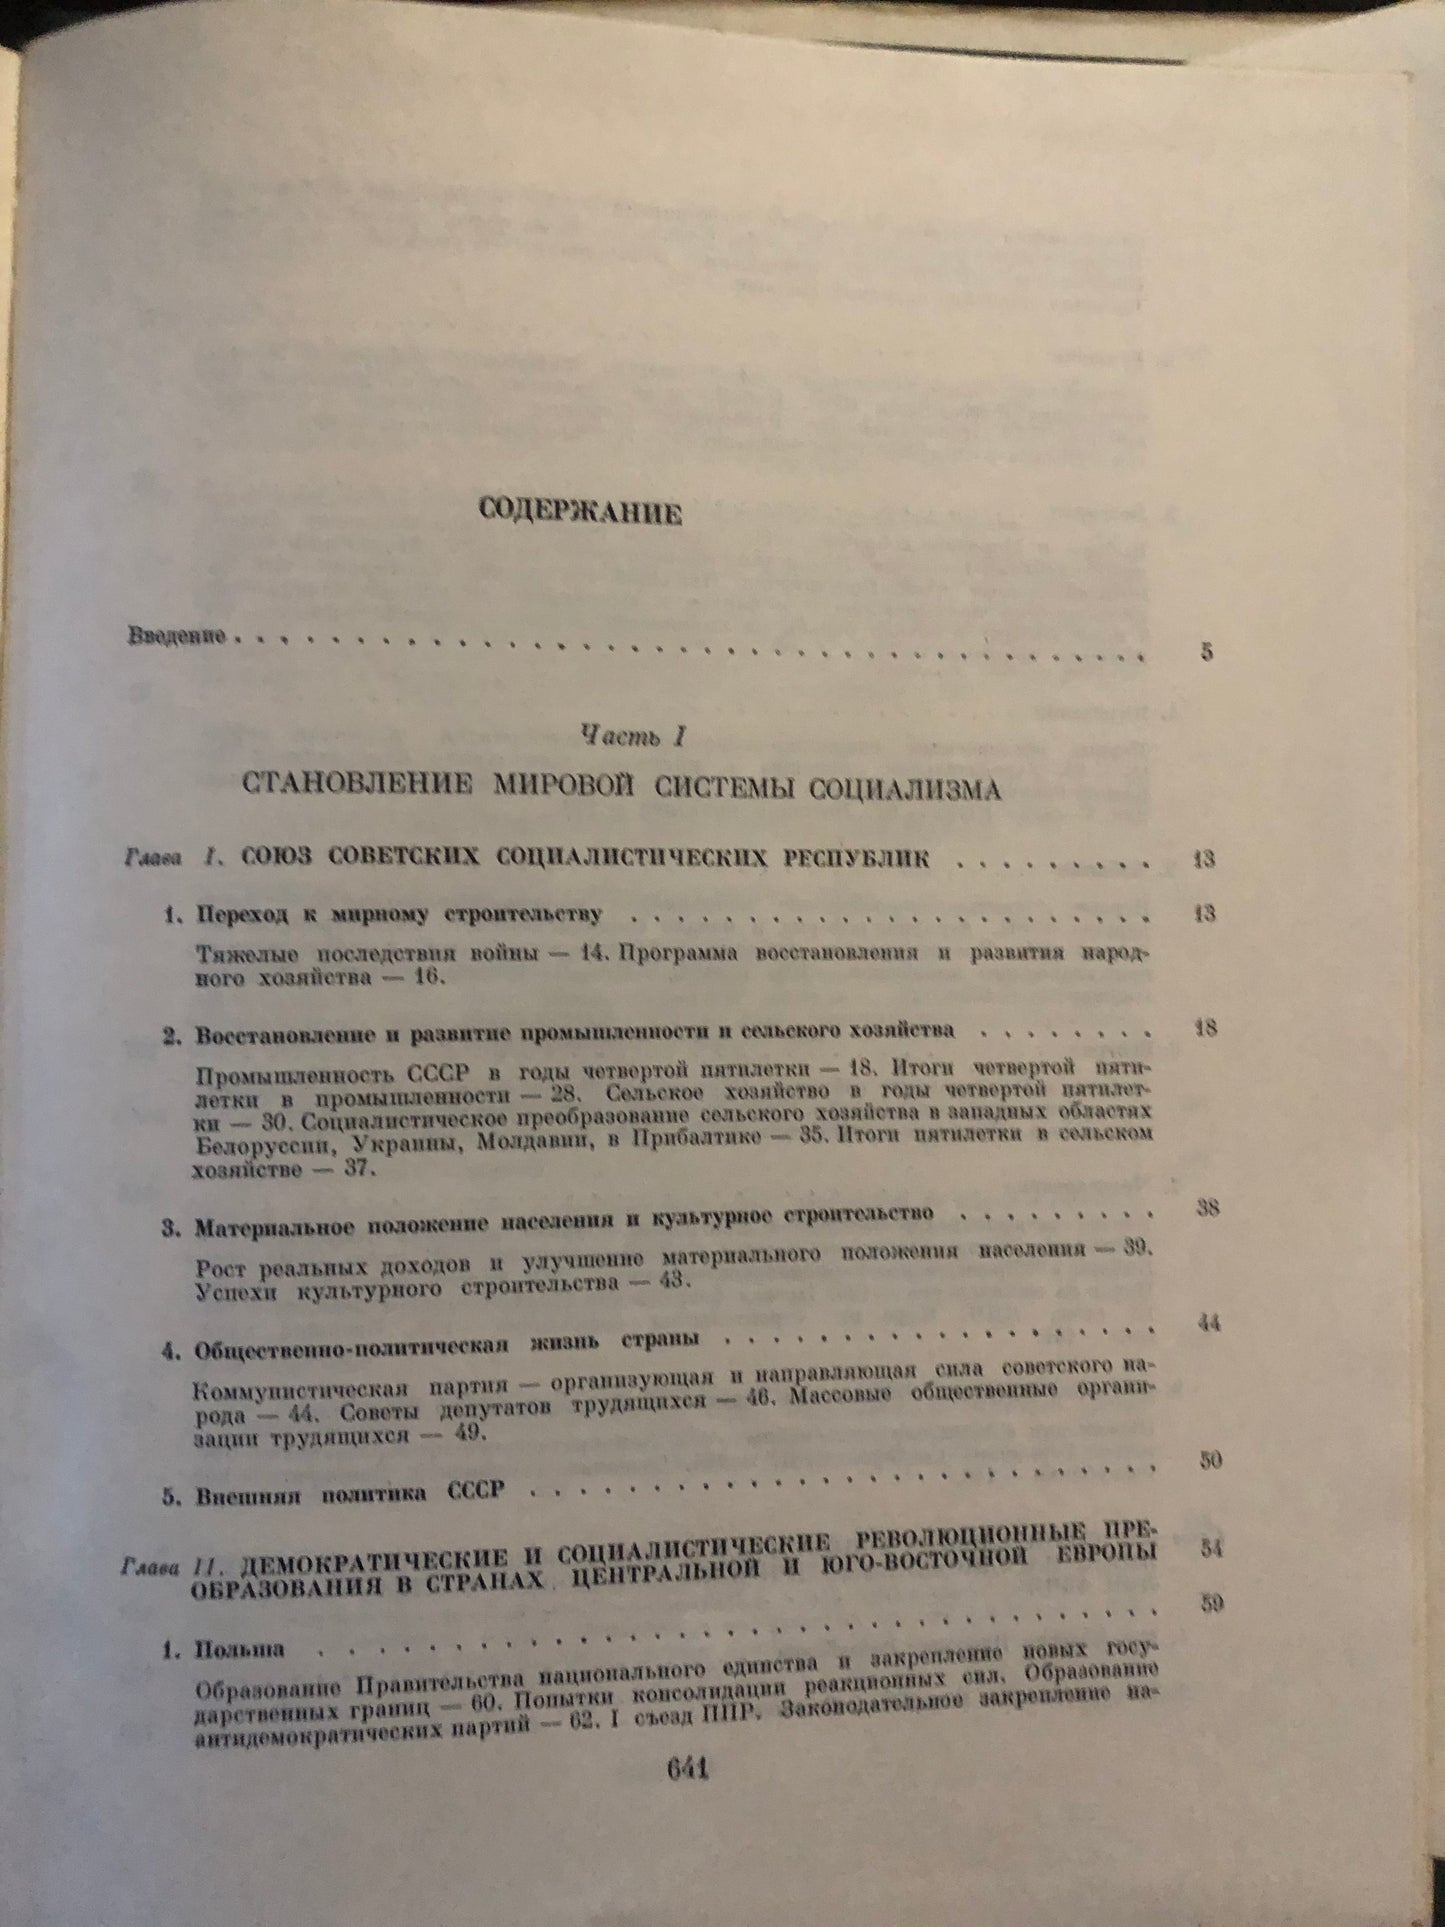 СОДЕРЖАНИЕ
Введение . . . . . . . . . . . . . . . . . . . . . . . . . . . . . . . . . . . . . . 5
Часть I
СТАНОВЛЕНИЕ МИРОВОЙ СИСТЕМЫ СОЦИАЛИЗМА
Глава I. СОЮЗ СОВЕТСКИХ СОЦИАЛИСТИЧЕСКИХ РЕСПУБЛИК . . . . . . . . . 13
1. Переход к мирному строительству . . . . . . . . . . . . . . . . . . . . . . 13
Тяжелые последствия войны — 14. Программа восстановления и развития народ-
ного хозяйства — 16.
2. Восстановление и развитие промышленности и сельского хозяйства . . . . . . . . 18
Промышленность СССР в годы четвертой пятилетки — 18. Итоги четвертой пяти-
летки в промышленности — 28. Сельское хозяйство в годы четвертой пятилет-
ки — 30. Социалистическое преобразование сельского хозяйства в западных областях
Белоруссии, Украины, Молдавии, в Прибалтике — 35. Итоги пятилетки в сельском
хозяйстве — 37.
3. Материальное положение населения и культурное строительство . . . . . . . . . 38
Рост реальных доходов и улучшение материального положения населения — 39.
Успехи культурного строительства — 43.
4. Общественно-политическая жизнь страны . . . . . . . . . . . . . . . . . . . 44
Коммунистическая партия — организующая и направляющая сила советского на-
рода — 44. Советы депутатов трудящихся — 46. Массовые общественные органи-
зации трудящихся — 49.
5. Внешняя политика СССР . . . . . . . . . . . . . . . . . . . . . . . . . . 50
Глава II. ДЕМОКРАТИЧЕСКИЕ И СОЦИАЛИСТИЧЕСКИЕ РЕВОЛЮЦИОННЫЕ ПРЕ-
ОБРАЗОВАНИЯ В СТРАНАХ ЦЕНТРАЛЬНОЙ И ЮГО-ВОСТОЧНОЙ ЕВРОПЫ 54
1. Польша . . . . . . . . . . . . . . . . . . . . . . . . . . . . . . . . . . . 59
Образование Правительства национального единства и закрепление новых госу-
дарственных границ — 60. Попытки консолидации реакционных сил. Образование
антидемократических партий — 62. I съезд ППР. Законодательное закрепление на-
641